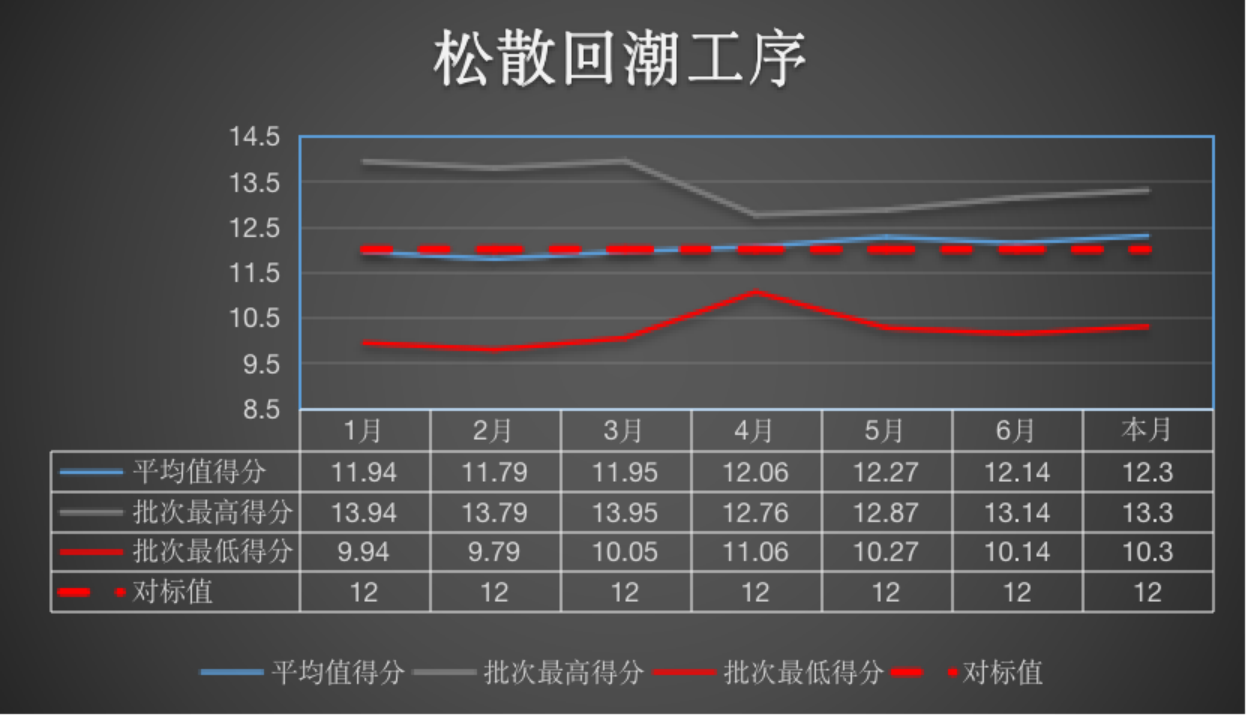 松散回潮工序
14.5
13.5
12.5
11.5
10.5
9.5
8.5
1月 2月 3月 4月 5月 6月 本月
平均值得分 11.94 11.79 11.95 12.06 12.27 12.14 12.3
批次最高得分 13.94 13.79 13.95 12.76 12.87 13.14 13.3
批次最低得分 9.94 9.79 10.05 11.06 10.27 10.14 10.3
对标值 12 12 12 12 12 12 12
平均值得分 批次最高得分 批次最低得分 对标值